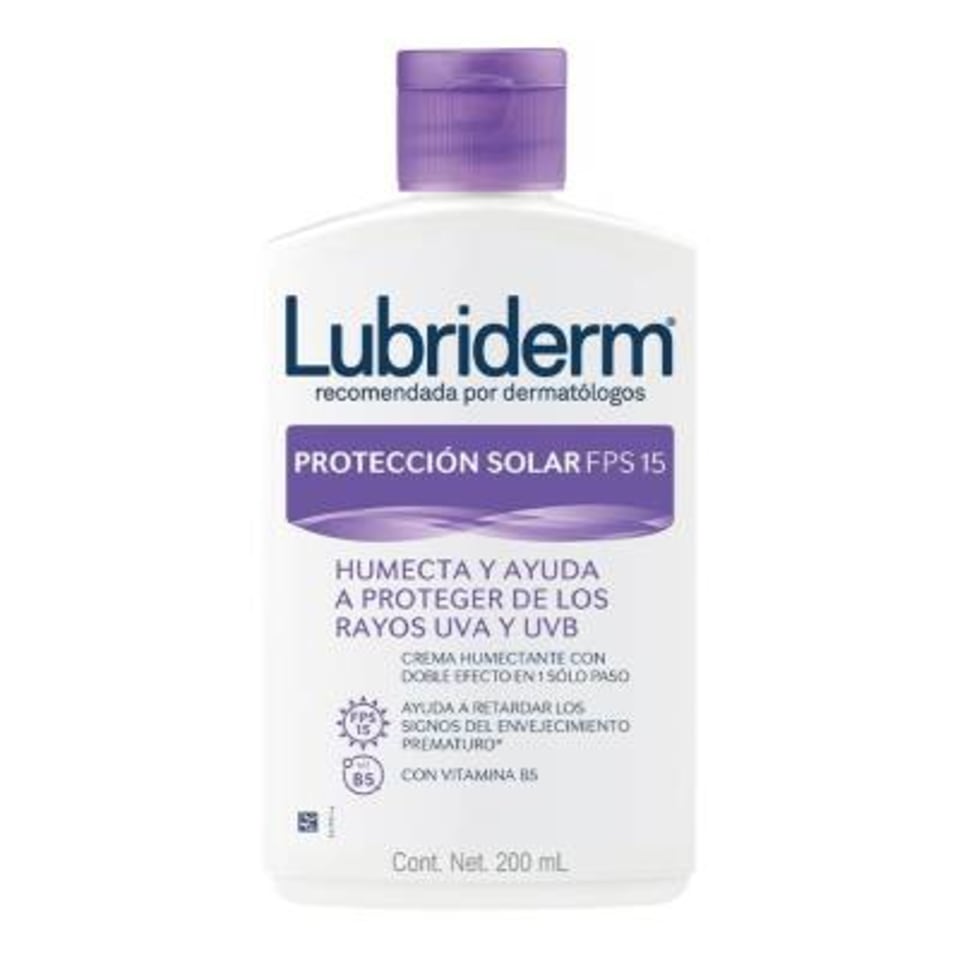 Lubriderm®
recomendada por dermatólogos
PROTECCIÓN SOLAR FPS 15
HUMECTA Y AYUDA
A PROTEGER DE LOS
RAYOS UVA Y UVB
CREMA HUMECTANTE CON
DOBLE EFECTO EN 1 SÓLO PASO
FPS
15
AYUDA A RETARDAR LOS
SIGNOS DEL ENVEJECIMIENTO
PREMATURO*
B5
CON VITAMINA B5
Cont. Net. 200 mL